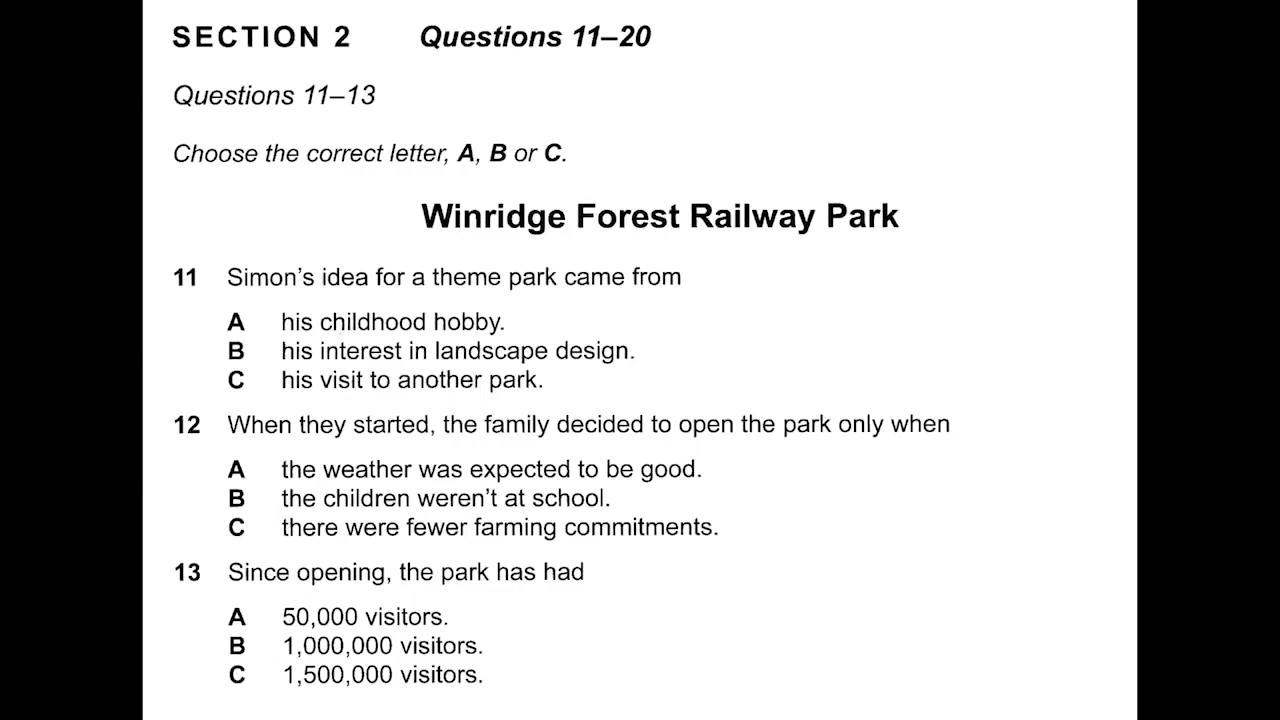 SECTION 2 Questions 11–20
Questions 11–13
Choose the correct letter, A, B or C.
Winridge Forest Railway Park
11 Simon's idea for a theme park came from
A his childhood hobby.
B his interest in landscape design.
C his visit to another park.
12 When they started, the family decided to open the park only when
A the weather was expected to be good.
B the children weren't at school.
C there were fewer farming commitments.
13 Since opening, the park has had
A 50,000 visitors.
B 1,000,000 visitors.
C 1,500,000 visitors.